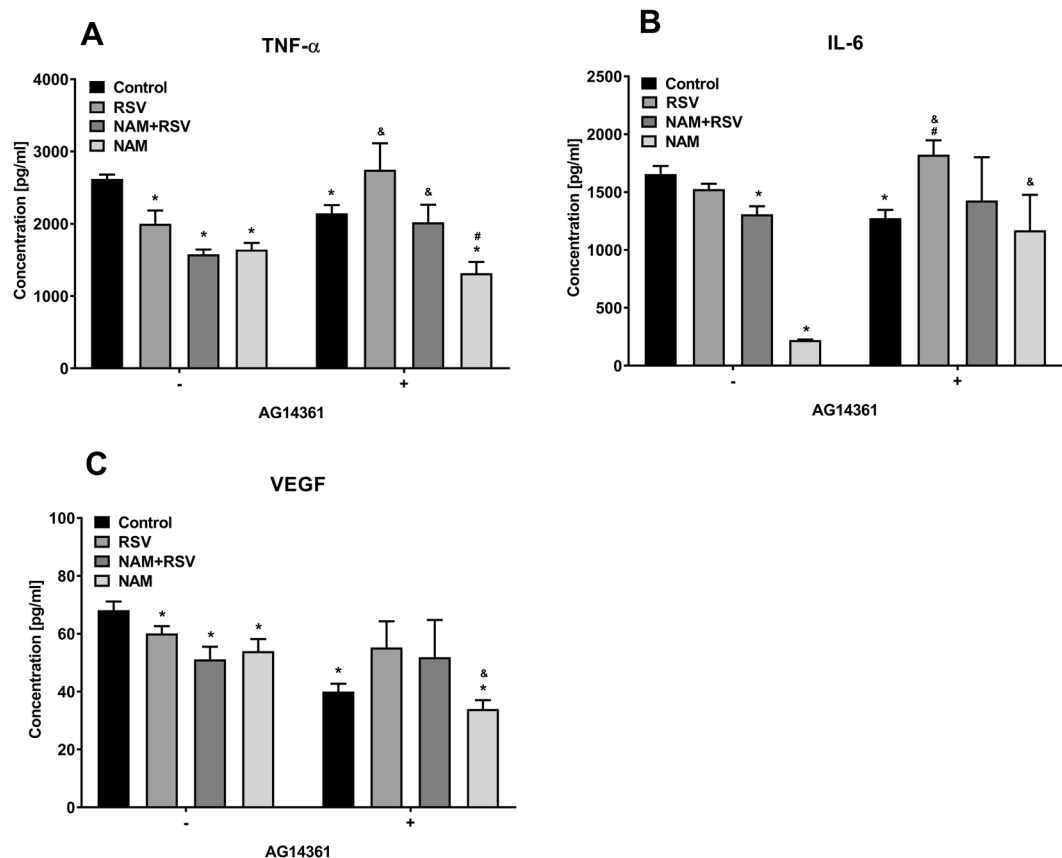 A
TNF-α
4000
3000
2000
1000
0
Concentration [pg/ml]
Control
RSV
NAM+RSV
NAM
*
*
*
*
&
&
#
*
-
+
AG14361
B
IL-6
2500
2000
1500
1000
500
0
Concentration [pg/ml]
Control
RSV
NAM+RSV
NAM
*
*
*
&
#
&
-
+
AG14361
C
VEGF
100
80
60
40
20
0
Concentration [pg/ml]
Control
RSV
NAM+RSV
NAM
*
*
*
*
&
*
-
+
AG14361